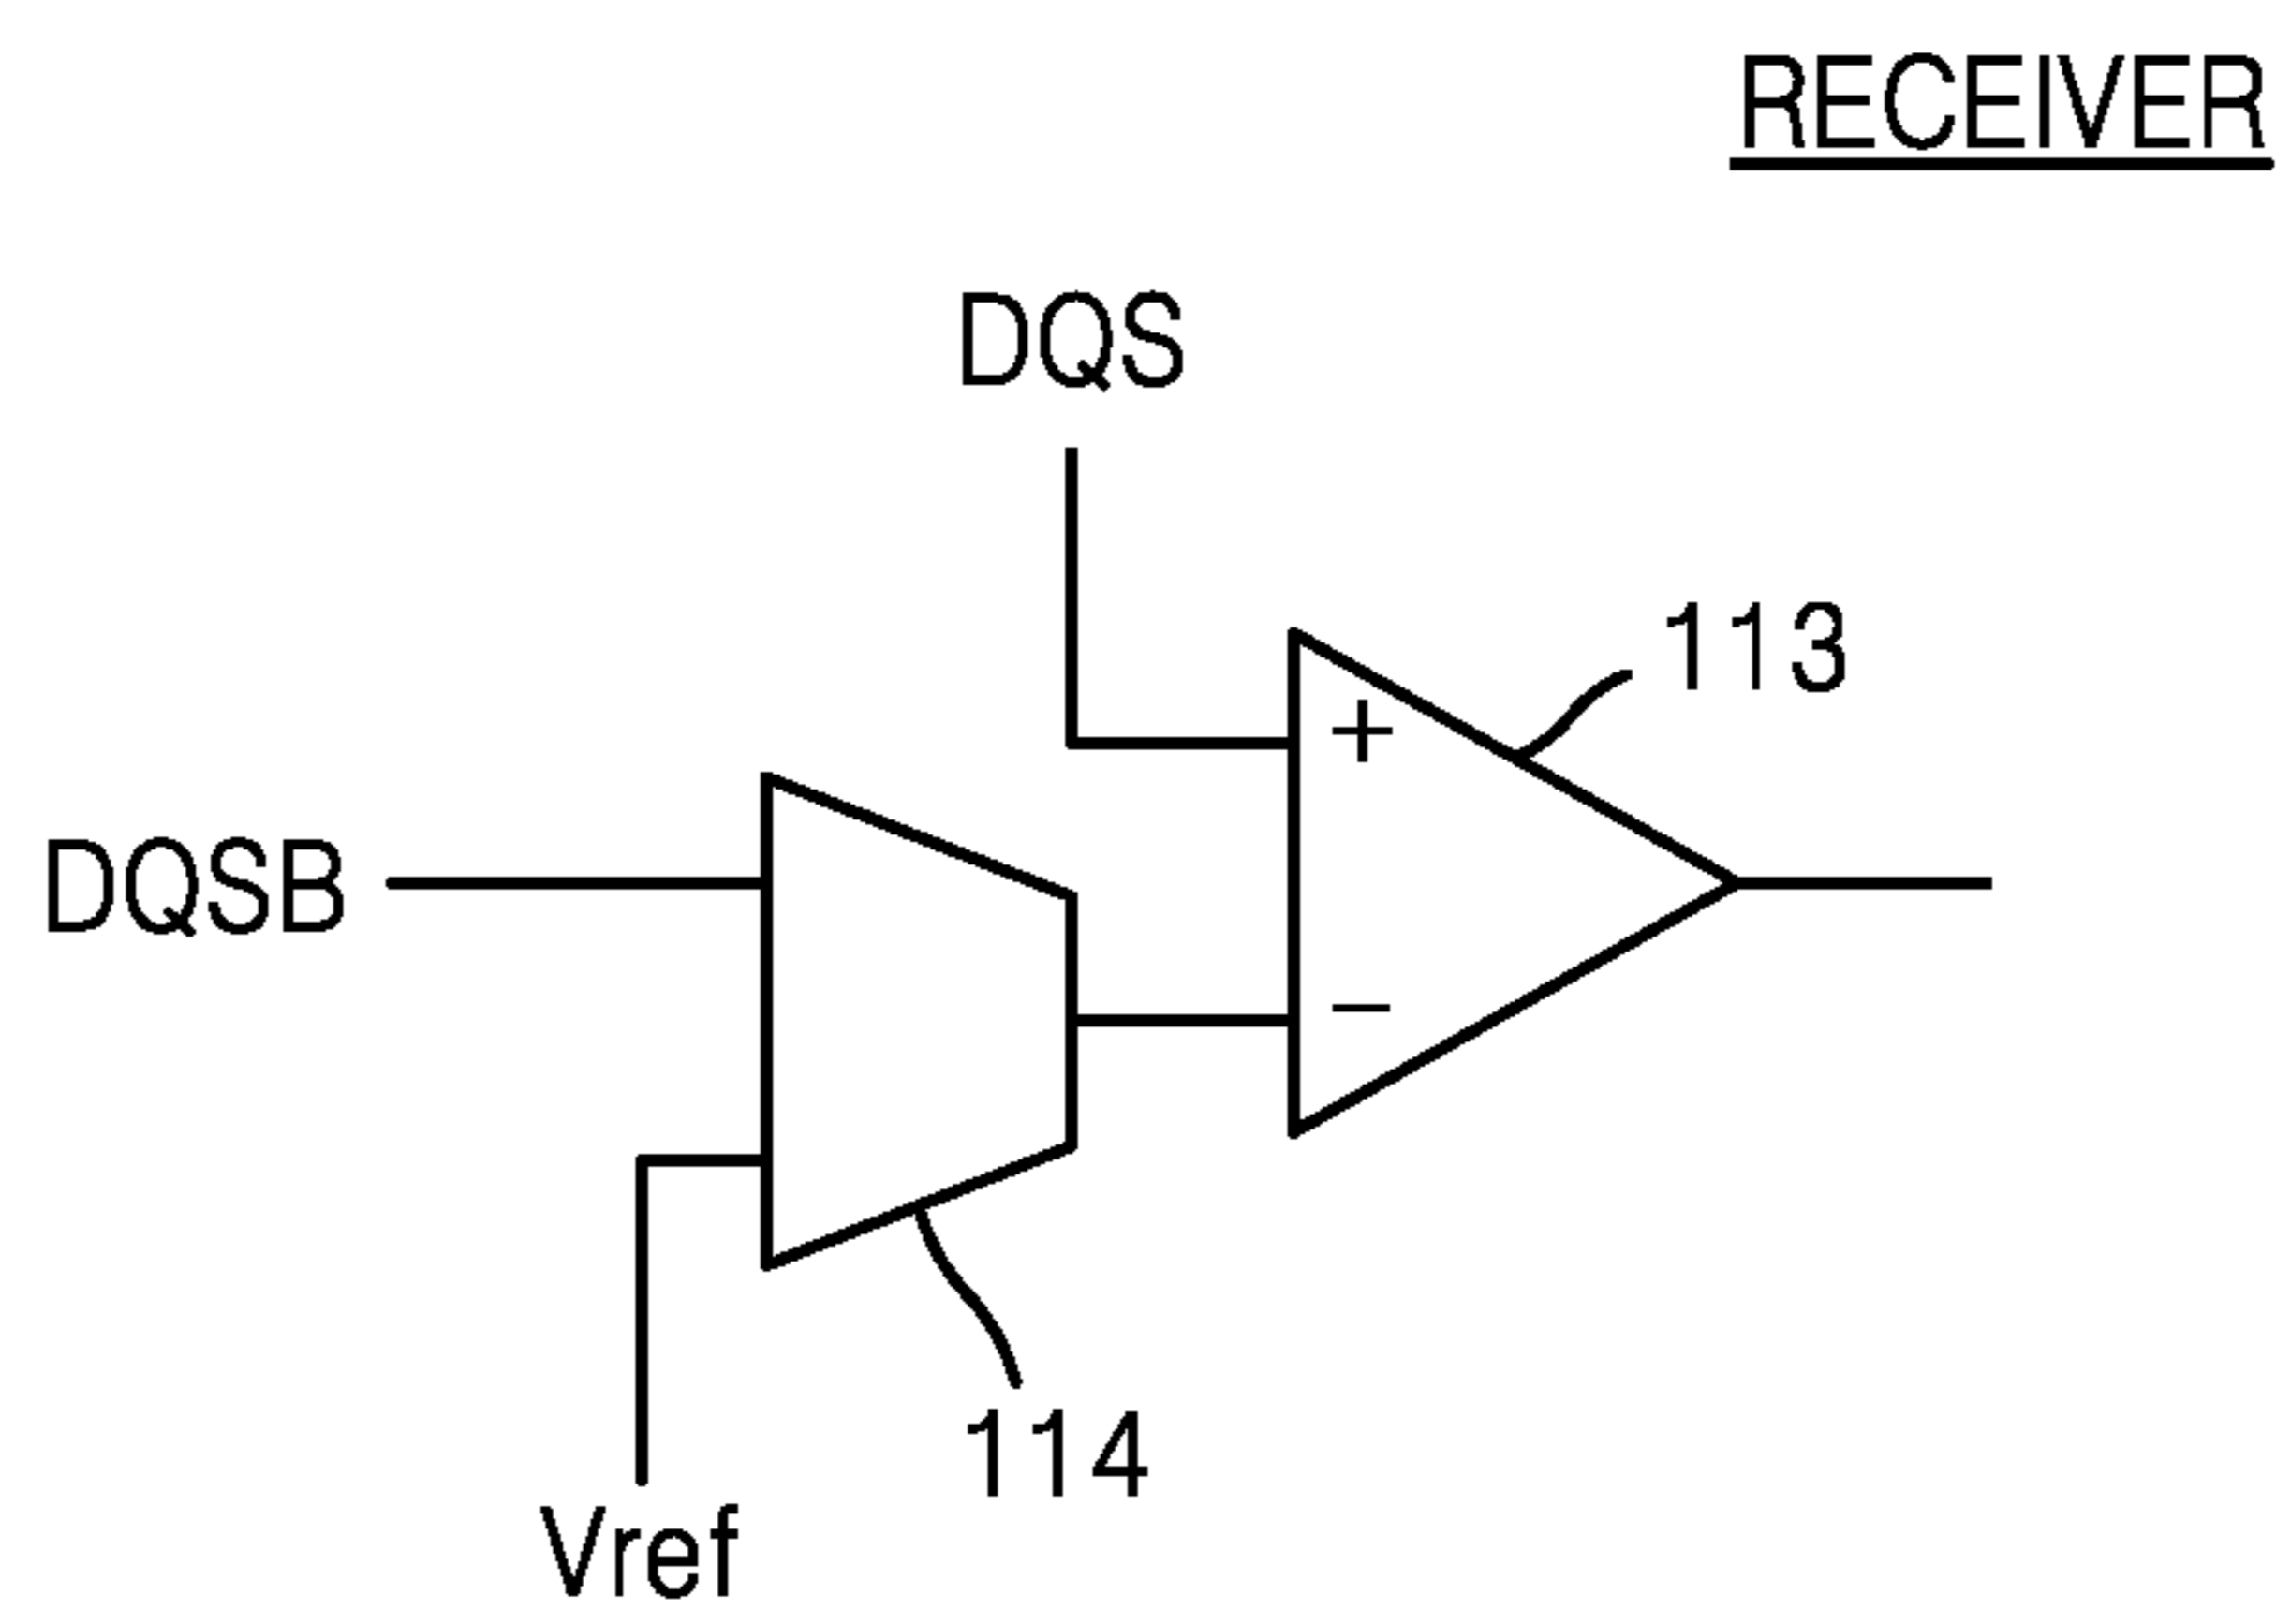 RECEIVER
DQS
113
+
DQSB
−
114
Vref